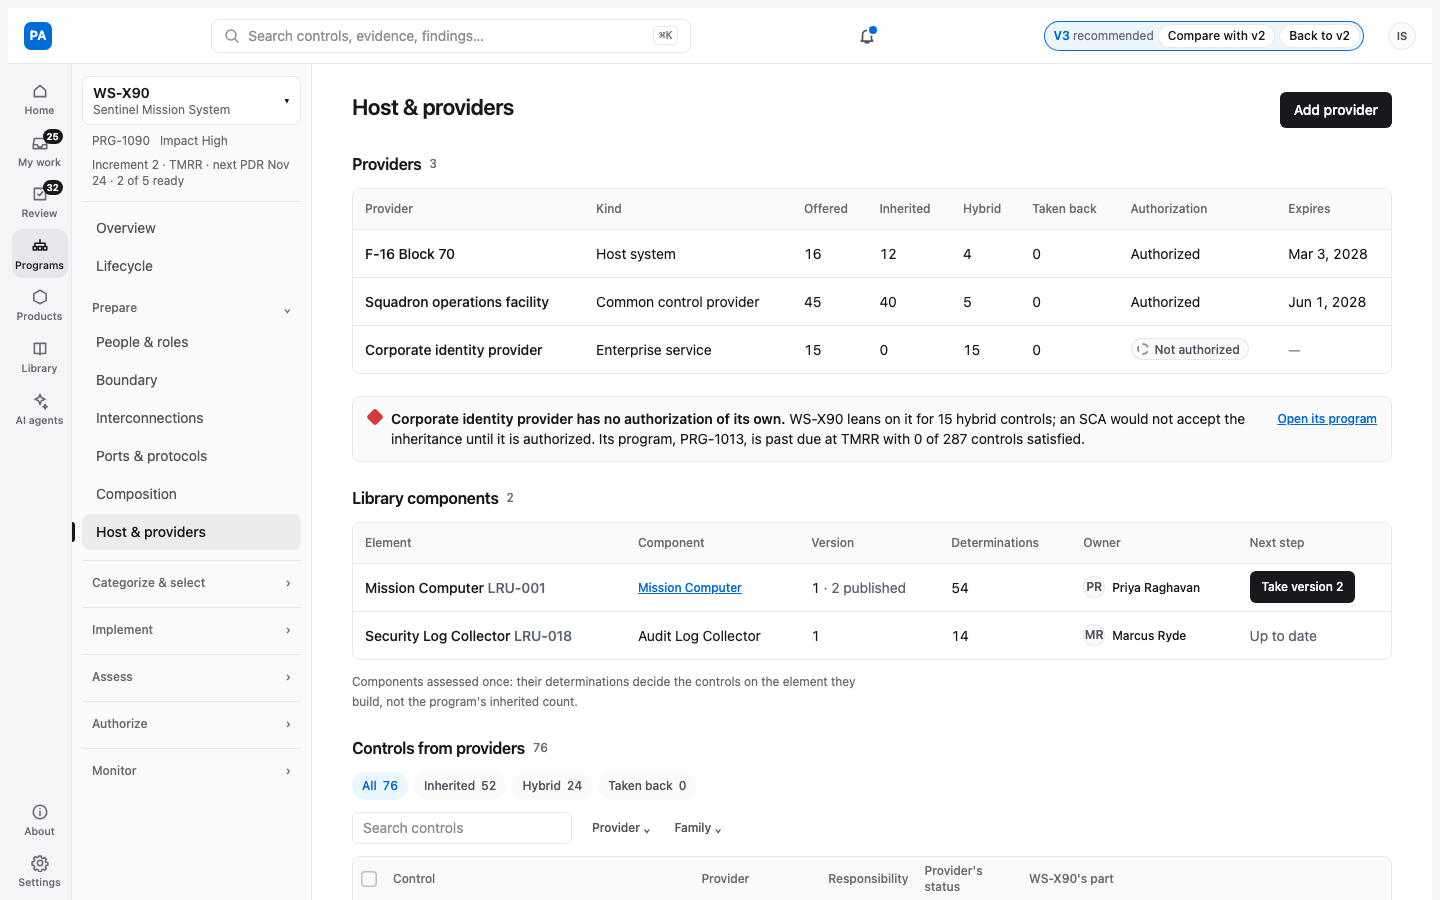 PA
Search controls, evidence, findings... ⌘K
V3 recommended Compare with v2 Back to v2
IS
Home
25
My work
32
Review
Programs
Products
Library
AI agents
About
Settings
WS-X90
Sentinel Mission System
PRG-1090 Impact High
Increment 2 · TMRR · next PDR Nov
24 · 2 of 5 ready
Overview
Lifecycle
Prepare
People & roles
Boundary
Interconnections
Ports & protocols
Composition
Host & providers
Categorize & select
Implement
Assess
Authorize
Monitor
Host & providers
Add provider
Providers 3
Provider Kind Offered Inherited Hybrid Taken back Authorization Expires
F-16 Block 70 Host system 16 12 4 0 Authorized Mar 3, 2028
Squadron operations facility Common control provider 45 40 5 0 Authorized Jun 1, 2028
Corporate identity provider Enterprise service 15 0 15 0 Not authorized —
Corporate identity provider has no authorization of its own. WS-X90 leans on it for 15 hybrid controls; an SCA would not accept the Open its program
inheritance until it is authorized. Its program, PRG-1013, is past due at TMRR with 0 of 287 controls satisfied.
Library components 2
Element Component Version Determinations Owner Next step
Mission Computer LRU-001 Mission Computer 1 · 2 published 54 PR Priya Raghavan Take version 2
Security Log Collector LRU-018 Audit Log Collector 1 14 MR Marcus Ryde Up to date
Components assessed once: their determinations decide the controls on the element they
build, not the program's inherited count.
Controls from providers 76
All 76 Inherited 52 Hybrid 24 Taken back 0
Search controls Provider Family
Control Provider Responsibility Provider's status WS-X90's part